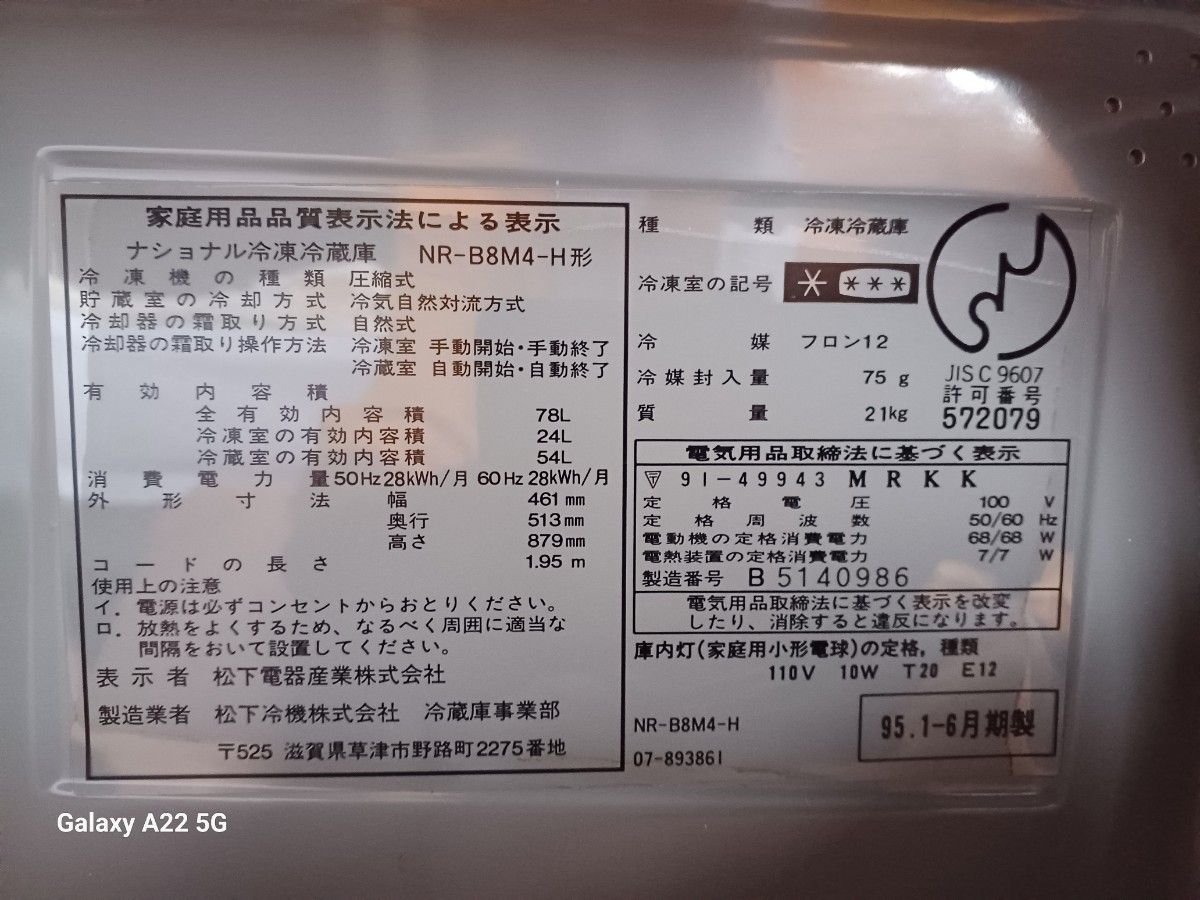 家庭用品品質表示法による表示
ナショナル冷凍冷蔵庫 NR-B8M4-H形
冷凍機の種類 圧縮式
貯蔵室の冷却方式 冷気自然対流方式
冷却器の霜取り方式 自然式
冷却器の霜取り操作方法 冷凍室 手動開始・手動終了
冷蔵室 自動開始・自動終了
有効内容積
全有効内容積 78L
冷凍室の有効内容積 24L
冷蔵室の有効内容積 54L
消費電力量 50Hz 28kWh/月 60Hz 28kWh/月
外形寸法 幅 461mm
奥行 513mm
高さ 879mm
コードの長さ 1.95 m
使用上の注意
イ．電源は必ずコンセントからおとりください。
ロ．放熱をよくするため、なるべく周囲に適当な
間隔をおいて設置してください。
表示者 松下電器産業株式会社
製造業者 松下冷機株式会社 冷蔵庫事業部
〒525 滋賀県草津市野路町2275番地
種類 冷凍冷蔵庫
冷凍室の記号 * ***
冷媒 フロン12
冷媒封入量 75 g
質量 21kg
JIS C 9607
許可番号
572079
電気用品取締法に基づく表示
〒 91-49943 MRKK
定格電圧 100 V
定格周波数 50/60 Hz
電動機の定格消費電力 68/68 W
電熱装置の定格消費電力 7/7 W
製造番号 B 5140986
電気用品取締法に基づく表示を改変
したり、消除すると違反になります。
庫内灯(家庭用小形電球)の定格，種類
110V 10W T20 E12
NR-B8M4-H
07-893861
95.1-6月期製
Galaxy A22 5G